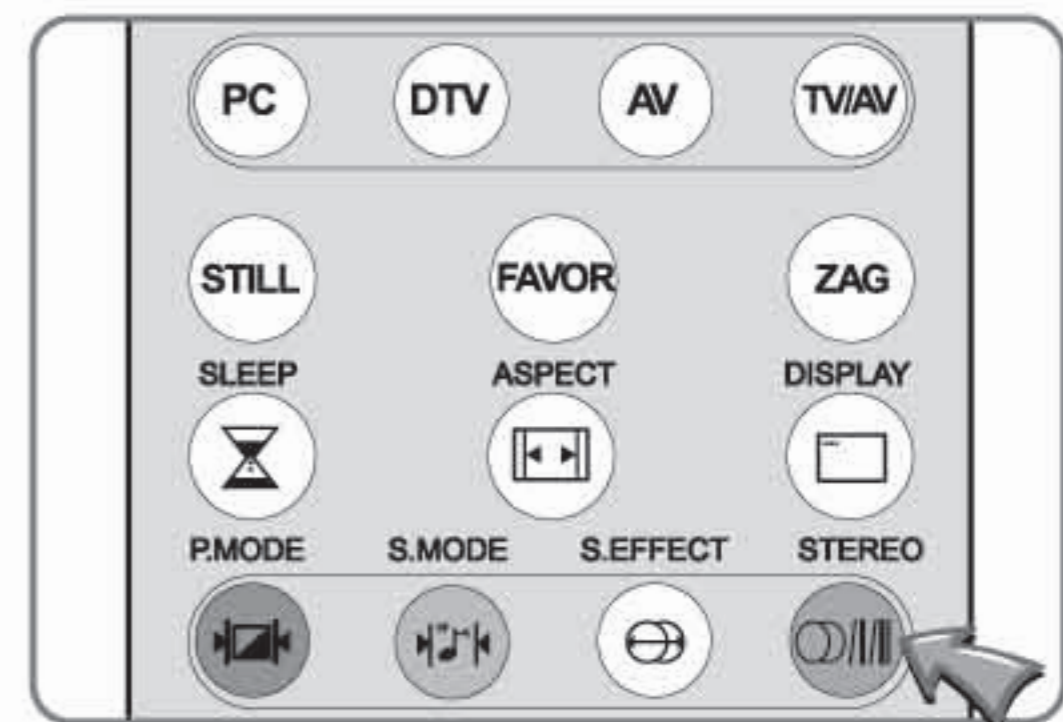 PC DTV AV TV/AV
STILL FAVOR ZAG
SLEEP ASPECT DISPLAY
P.MODE S.MODE S.EFFECT STEREO